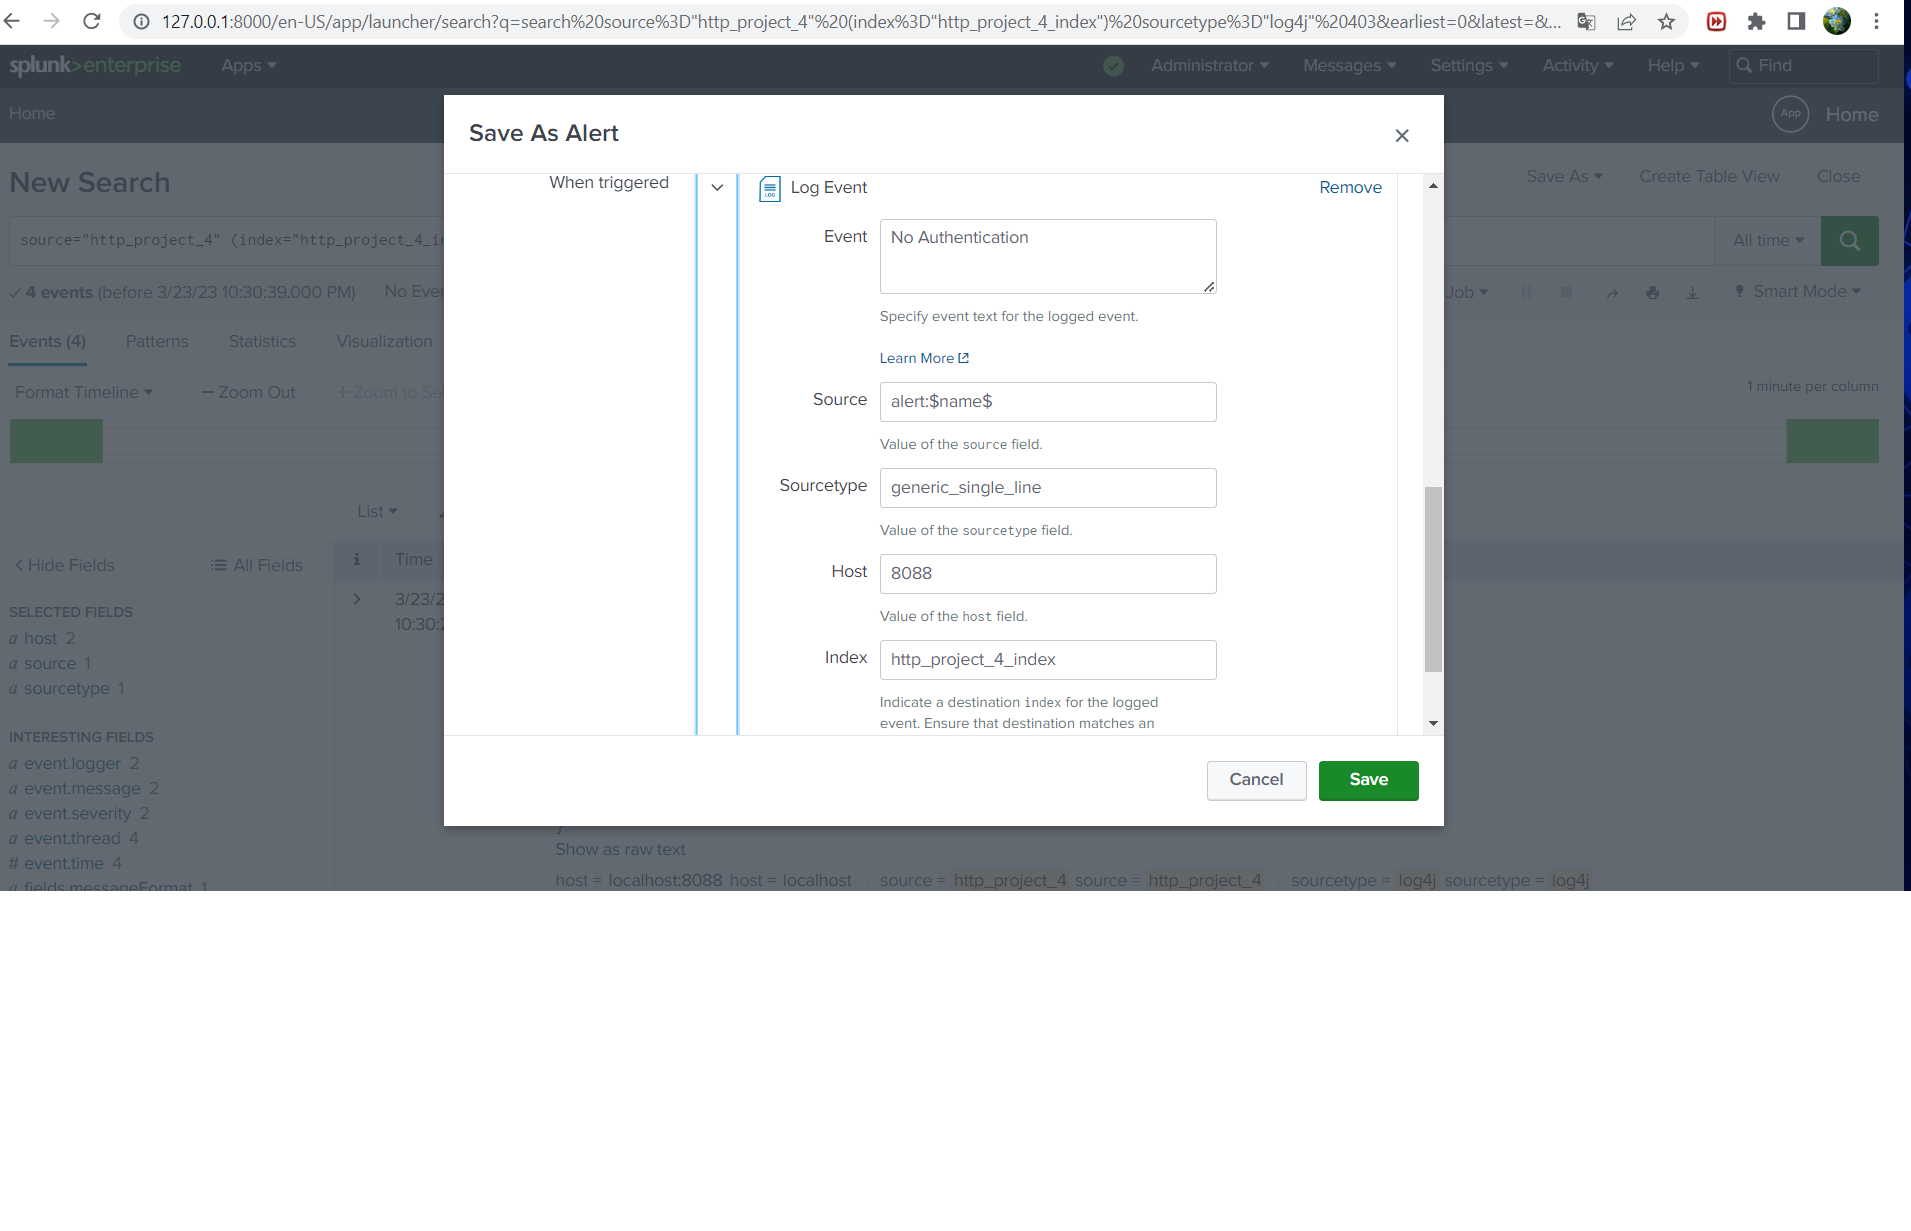 127.0.0.1:8000/en-US/app/launcher/search?q=search%20source%3D"http_project_4"%20(index%3D"http_project_4_index")%20sourcetype%3D"log4j"%20403&earliest=0&latest=&...
splunk>enterprise Apps Administrator Messages Settings Activity Help Find
Home App Home
Save As Alert
New Search Save As Create Table View Close
When triggered Log Event Remove
source="http_project_4" (index="http_project_4_i All time
Event No Authentication
4 events (before 3/23/23 10:30:39.000 PM) No Eve Job Smart Mode
Specify event text for the logged event.
Events (4) Patterns Statistics Visualization
Learn More
Format Timeline — Zoom Out + Zoom to Se 1 minute per column
Source alert:$name$
Value of the source field.
Sourcetype generic_single_line
List
Value of the sourcetype field.
< Hide Fields All Fields i Time
Host 8088
SELECTED FIELDS
3/23/2
10:30:
Value of the host field.
a host 2
a source 1
a sourcetype 1
Index http_project_4_index
Indicate a destination index for the logged
event. Ensure that destination matches an
INTERESTING FIELDS
a event.logger 2
a event.message 2
a event.severity 2
a event.thread 4
# event.time 4
a fields.messageFormat 1
Cancel Save
Show as raw text
host = localhost:8088 host = localhost source = http_project_4 source = http_project_4 sourcetype = log4j sourcetype = log4j